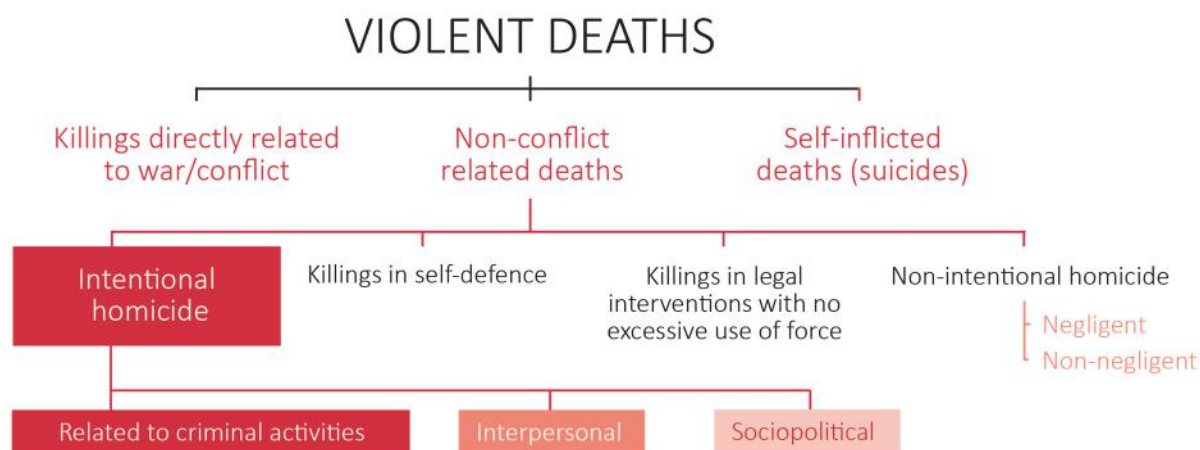 VIOLENT DEATHS
Killings directly related
to war/conflict
Non-conflict
related deaths
Self-inflicted
deaths (suicides)
Intentional
homicide
Killings in self-defence
Killings in legal
interventions with no
excessive use of force
Non-intentional homicide
Negligent
Non-negligent
Related to criminal activities
Interpersonal
Sociopolitical